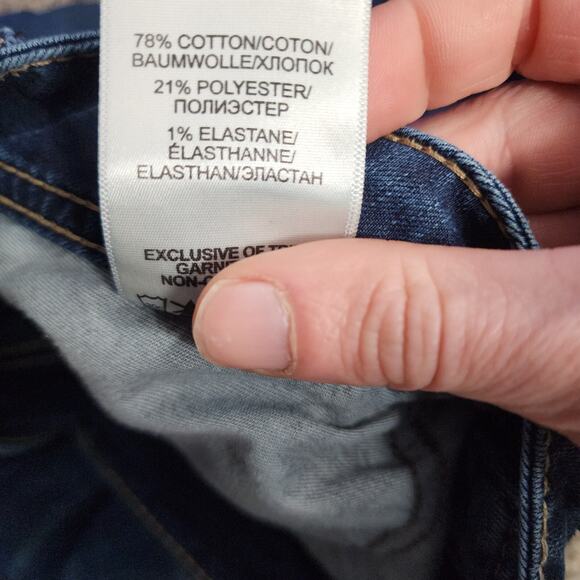 78% COTTON/COTON/
BAUMWOLLE/ХЛОПОК
21% POLYESTER/
ПОЛИЭСТЕР
1% ELASTANE/
ÉLASTHANNE/
ELASTHAN/ЭЛАСТАН
EXCLUSIVE OF